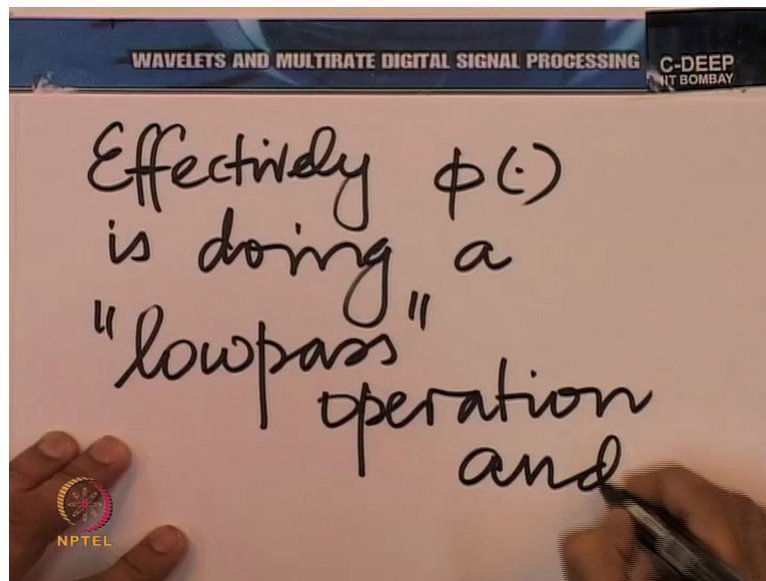 WAVELETS AND MULTIRATE DIGITAL SIGNAL PROCESSING
C-DEEP
IIT BOMBAY
Effectively ϕ(·)
is doing a
"lowpass"
operation
and
NPTEL